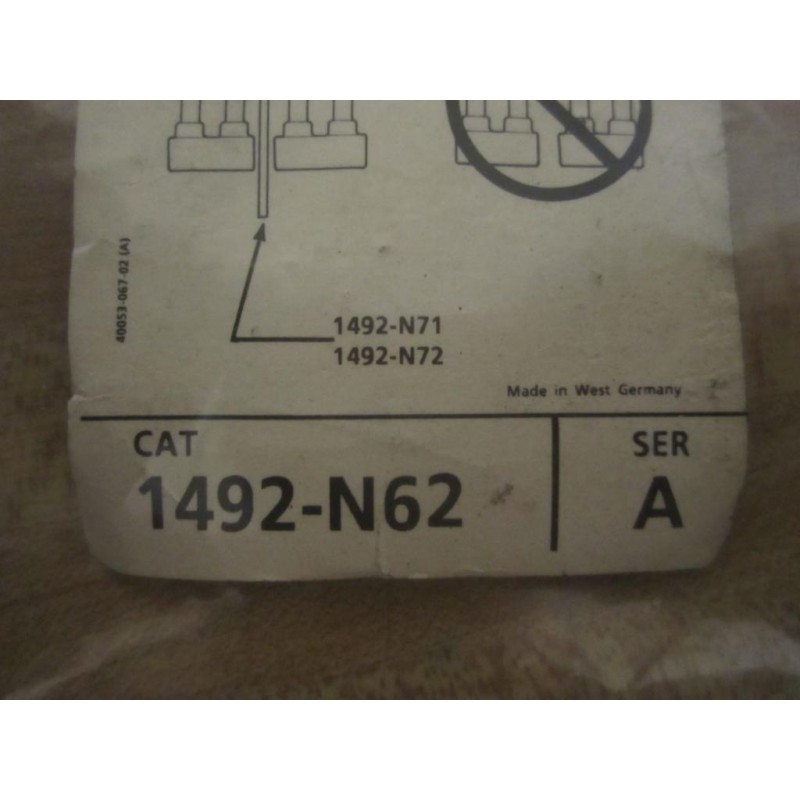 40053-067-02 (A)
1492-N71
1492-N72
Made in West Germany
CAT
1492-N62
SER
A